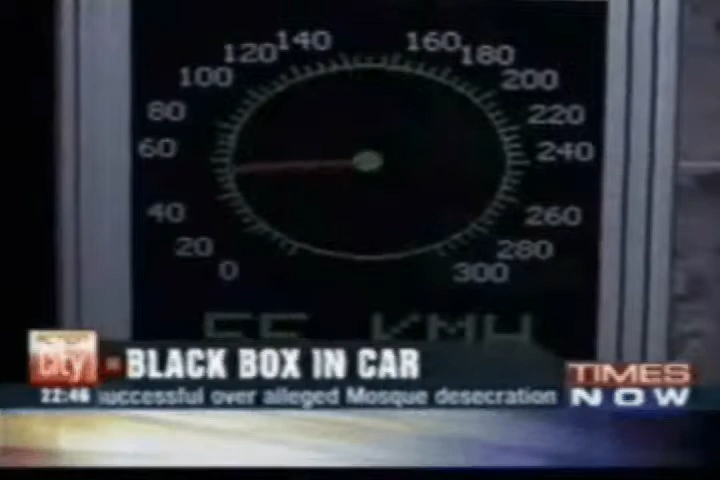 140 160
120 180
100 200
80 220
60 240
40 260
20 280
0 300
KMH
city
BLACK BOX IN CAR
TIMES
NOW
22:46 uccessful over alleged Mosque desecration